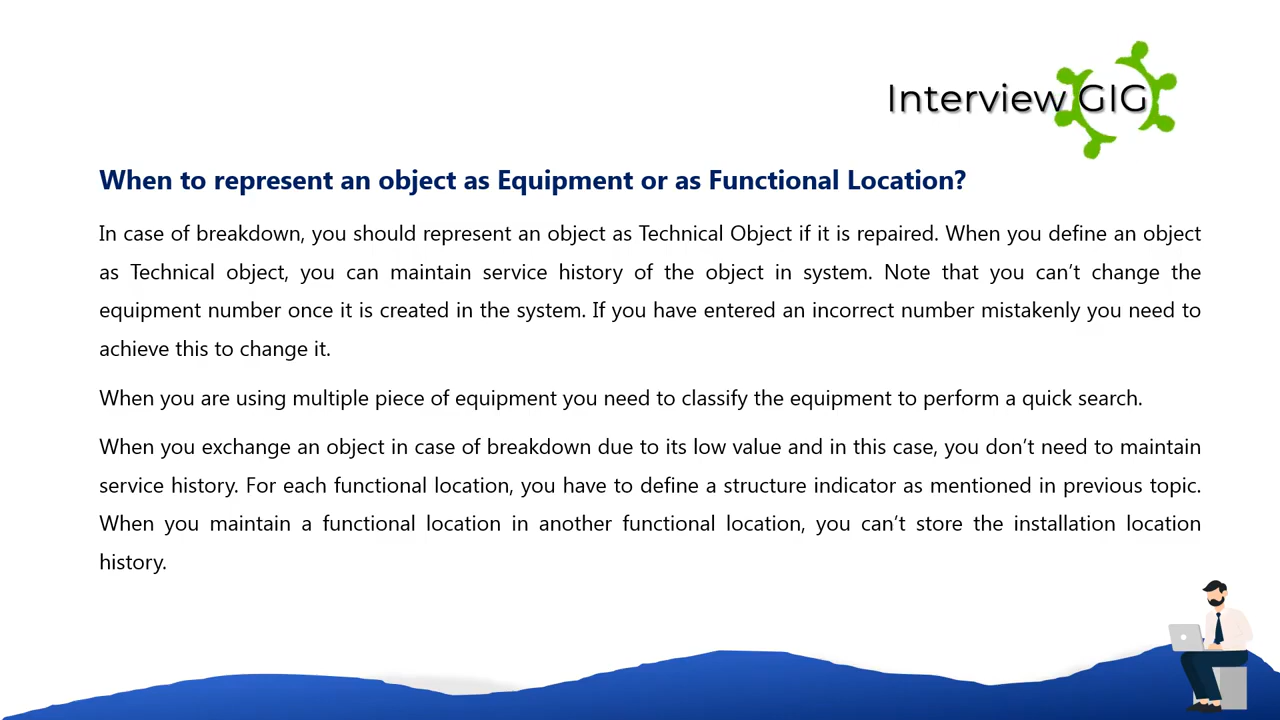 Interview GIG
When to represent an object as Equipment or as Functional Location?
In case of breakdown, you should represent an object as Technical Object if it is repaired. When you define an object
as Technical object, you can maintain service history of the object in system. Note that you can’t change the
equipment number once it is created in the system. If you have entered an incorrect number mistakenly you need to
achieve this to change it.
When you are using multiple piece of equipment you need to classify the equipment to perform a quick search.
When you exchange an object in case of breakdown due to its low value and in this case, you don’t need to maintain
service history. For each functional location, you have to define a structure indicator as mentioned in previous topic.
When you maintain a functional location in another functional location, you can’t store the installation location
history.